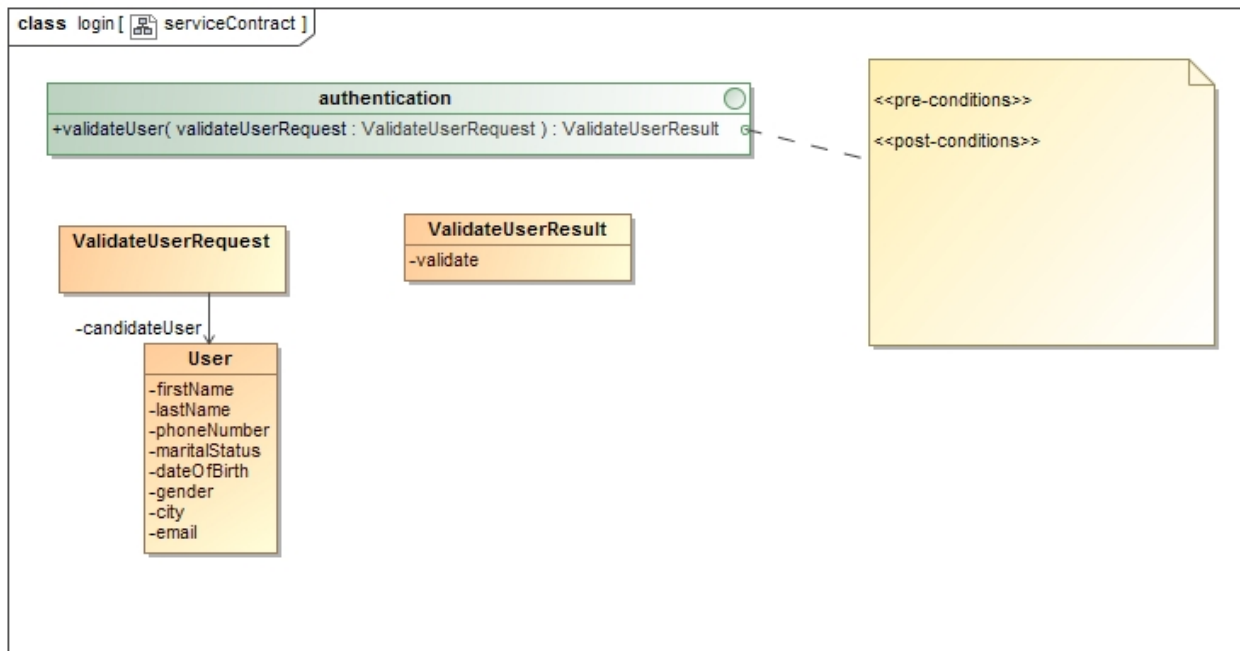 class login [ serviceContract ]
authentication
+validateUser( validateUserRequest : ValidateUserRequest ) : ValidateUserResult
<<pre-conditions>>
<<post-conditions>>
ValidateUserRequest
ValidateUserResult
-validate
-candidateUser
User
-firstName
-lastName
-phoneNumber
-maritalStatus
-dateOfBirth
-gender
-city
-email